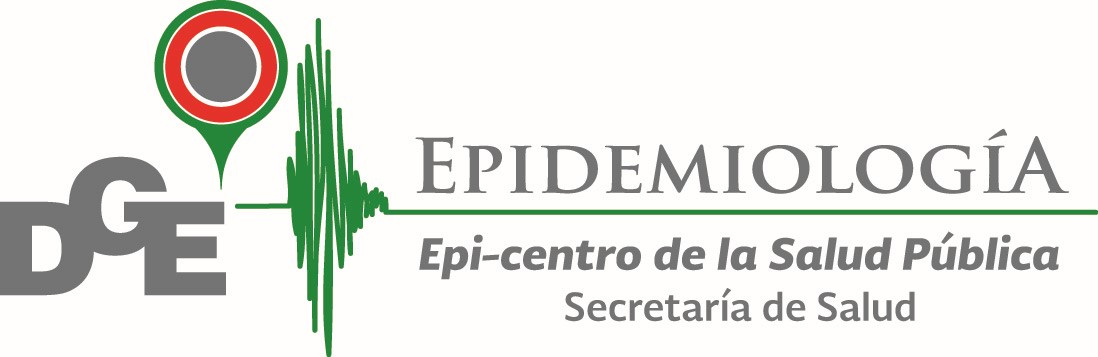 DGE
EPIDEMIOLOGÍA
Epi-centro de la Salud Pública
Secretaría de Salud